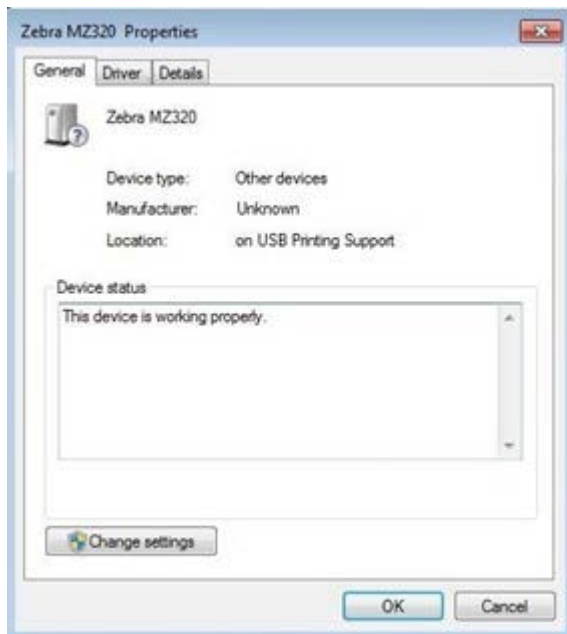 Zebra MZ320 Properties
General Driver Details
Zebra MZ320
Device type: Other devices
Manufacturer: Unknown
Location: on USB Printing Support
Device status
This device is working properly.
Change settings
OK Cancel